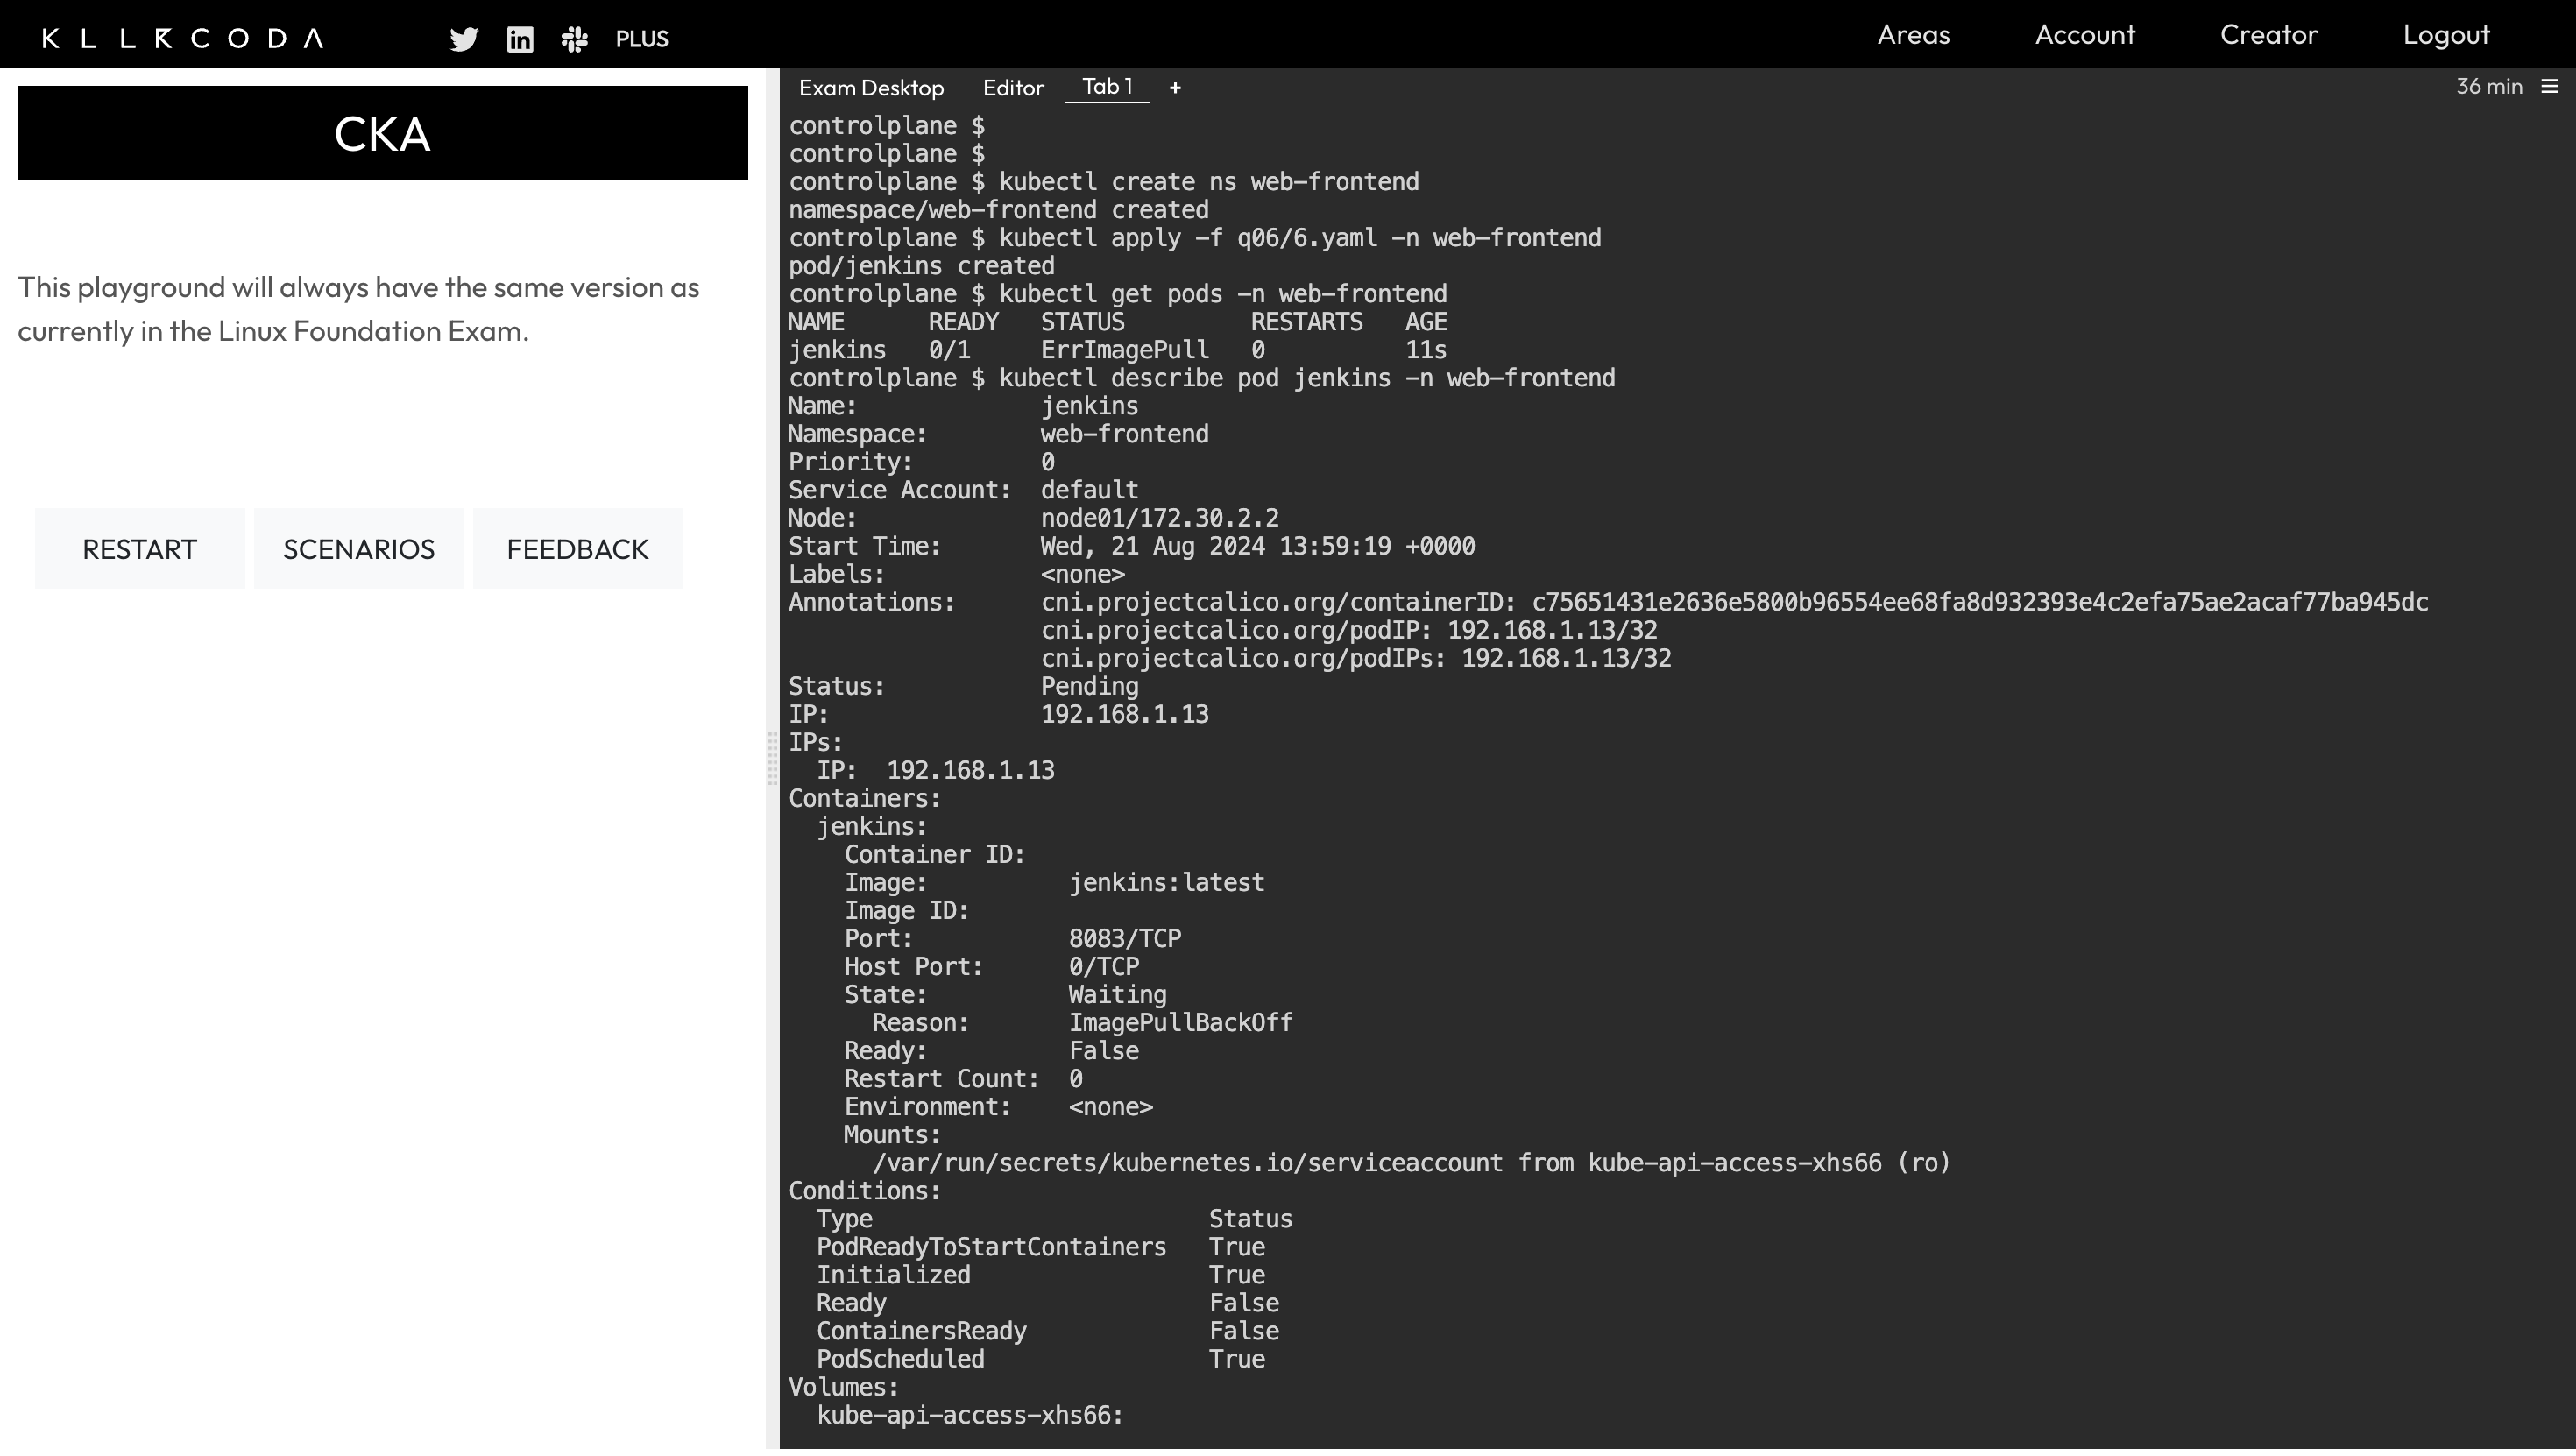 KILLERCODA PLUS Areas Account Creator Logout
CKA
This playground will always have the same version as
currently in the Linux Foundation Exam.
RESTART SCENARIOS FEEDBACK
Exam Desktop Editor Tab 1 + 36 min
controlplane $
controlplane $
controlplane $ kubectl create ns web-frontend
namespace/web-frontend created
controlplane $ kubectl apply -f q06/6.yaml -n web-frontend
pod/jenkins created
controlplane $ kubectl get pods -n web-frontend
NAME READY STATUS RESTARTS AGE
jenkins 0/1 ErrImagePull 0 11s
controlplane $ kubectl describe pod jenkins -n web-frontend
Name: jenkins
Namespace: web-frontend
Priority: 0
Service Account: default
Node: node01/172.30.2.2
Start Time: Wed, 21 Aug 2024 13:59:19 +0000
Labels: <none>
Annotations: cni.projectcalico.org/containerID: c75651431e2636e5800b96554ee68fa8d932393e4c2efa75ae2acaf77ba945dc
cni.projectcalico.org/podIP: 192.168.1.13/32
cni.projectcalico.org/podIPs: 192.168.1.13/32
Status: Pending
IP: 192.168.1.13
IPs:
IP: 192.168.1.13
Containers:
jenkins:
Container ID:
Image: jenkins:latest
Image ID:
Port: 8083/TCP
Host Port: 0/TCP
State: Waiting
Reason: ImagePullBackOff
Ready: False
Restart Count: 0
Environment: <none>
Mounts:
/var/run/secrets/kubernetes.io/serviceaccount from kube-api-access-xhs66 (ro)
Conditions:
Type Status
PodReadyToStartContainers True
Initialized True
Ready False
ContainersReady False
PodScheduled True
Volumes:
kube-api-access-xhs66: